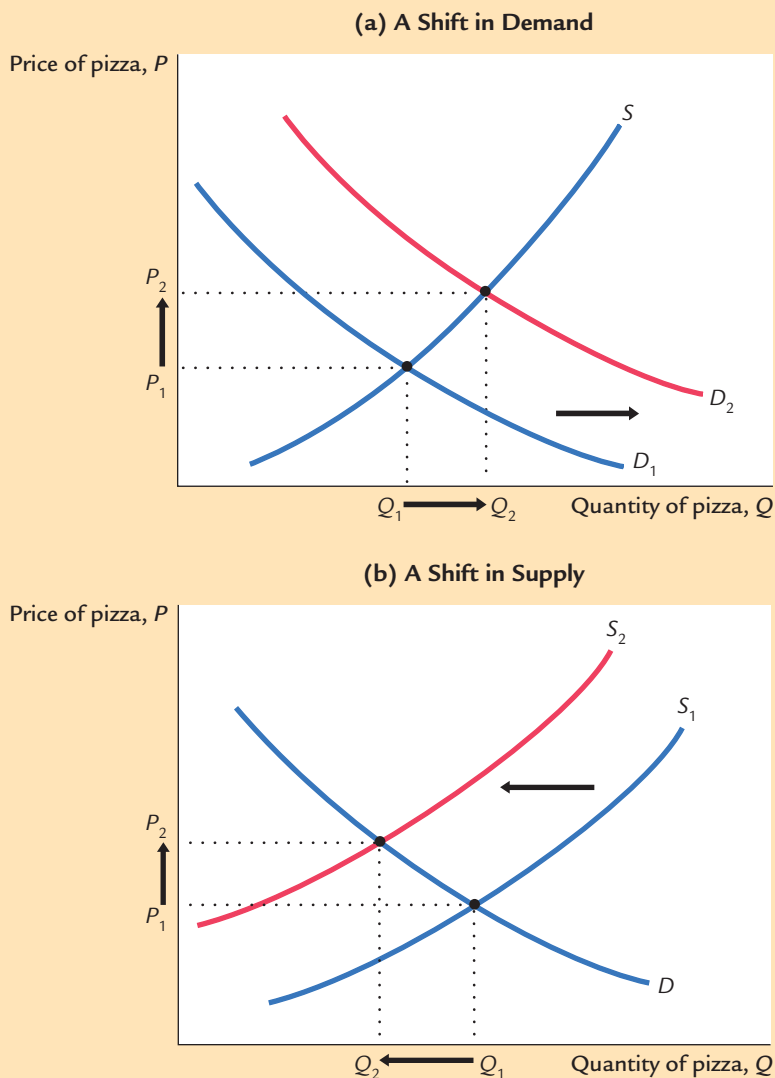 (a) A Shift in Demand
Price of pizza, P
S
P₂
P₁
D₂
D₁
Q₁ Q₂ Quantity of pizza, Q
(b) A Shift in Supply
Price of pizza, P
S₂
S₁
P₂
P₁
D
Q₂ Q₁ Quantity of pizza, Q